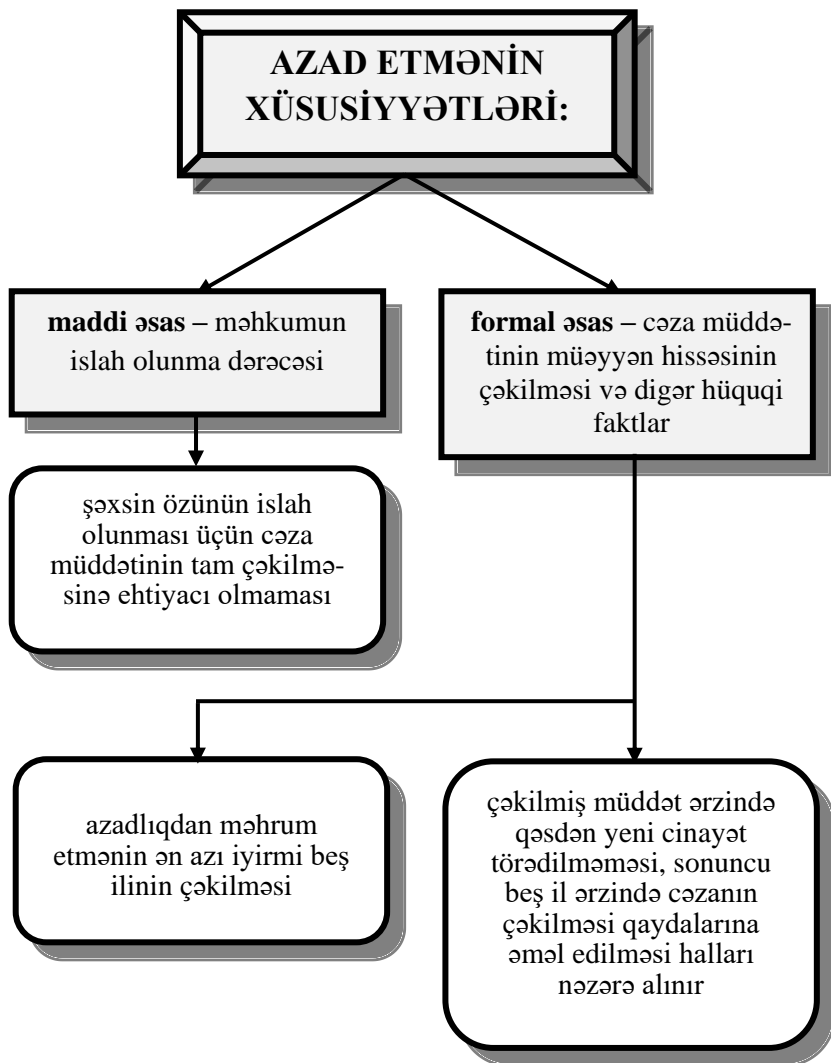 AZAD ETMƏNİN
XÜSUSİYYƏTLƏRİ:
maddi əsas – məhkumun
islah olunma dərəcəsi
formal əsas – cəza müddə-
tinin müəyyən hissəsinin
çəkilməsi və digər hüquqi
faktlar
şəxsin özünün islah
olunması üçün cəza
müddətinin tam çəkilmə-
sinə ehtiyacı olmaması
azadlıqdan məhrum
etmənin ən azı iyirmi beş
ilinin çəkilməsi
çəkilmiş müddət ərzində
qəsdən yeni cinayət
törədilməməsi, sonuncu
beş il ərzində cəzanın
çəkilməsi qaydalarına
əməl edilməsi halları
nəzərə alınır